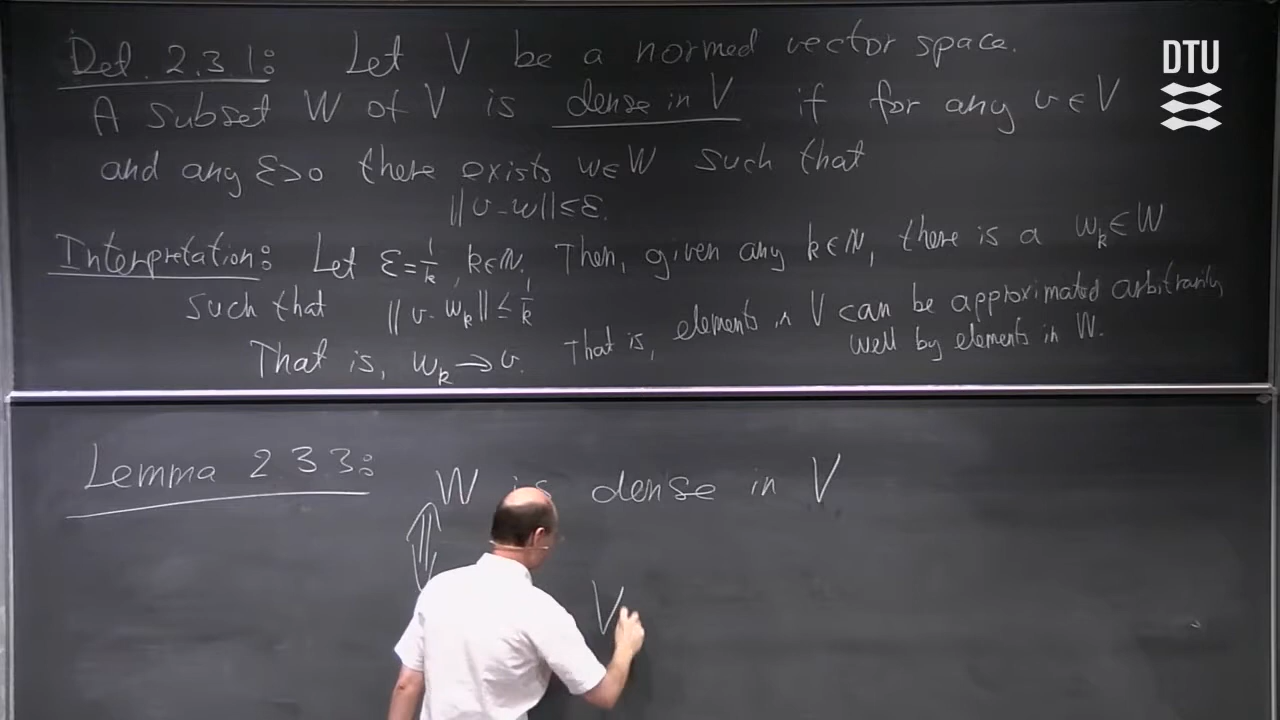 Def. 2.3.1: Let V be a normed vector space.
DTU
A subset W of V is dense in V if for any v ∈ V
and any ε>0 there exists w∈W such that
||v-w|| ≤ ε.
Interpretation: Let ε = 1/k, k∈ℕ. Then, given any k∈ℕ, there is a w_k ∈ W
such that ||v-w_k|| ≤ 1/k
That is, w_k → v. That is, elements in V can be approximated arbitrarily
well by elements in W.
Lemma 2.3.3: W is dense in V
⇕
V